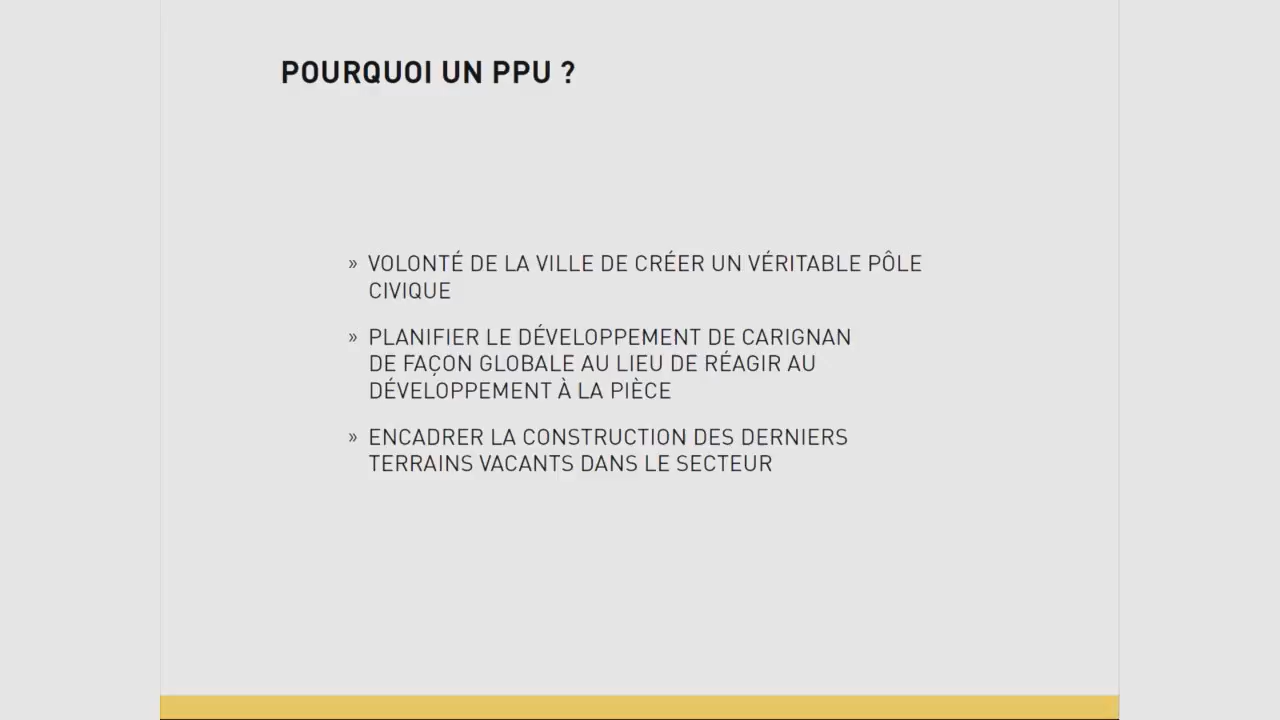 POURQUOI UN PPU ?
» VOLONTÉ DE LA VILLE DE CRÉER UN VÉRITABLE PÔLE
CIVIQUE
» PLANIFIER LE DÉVELOPPEMENT DE CARIGNAN
DE FAÇON GLOBALE AU LIEU DE RÉAGIR AU
DÉVELOPPEMENT À LA PIÈCE
» ENCADRER LA CONSTRUCTION DES DERNIERS
TERRAINS VACANTS DANS LE SECTEUR